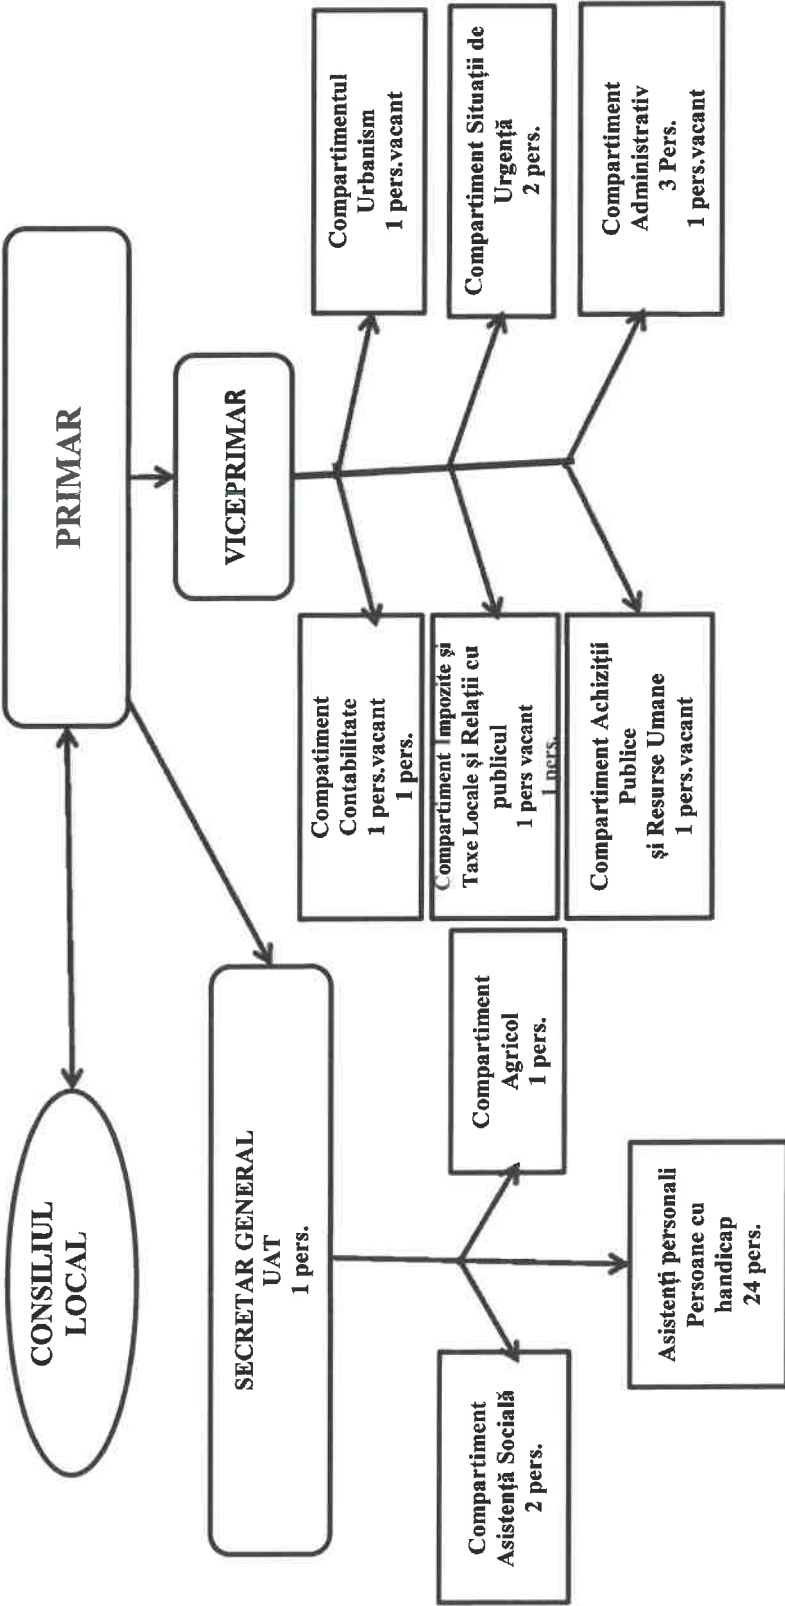 CONSILIUL
LOCAL
PRIMAR
VICEPRIMAR
SECRETAR GENERAL
UAT
1 pers.
Compatiment
Contabilitate
1 pers.vacant
1 pers.
Compartimentul
Urbanism
1 pers.vacant
Compartiment Impozite și
Taxe Locale și Relații cu
publicul
1 pers vacant
1 pers.
Compartiment Situații de
Urgență
2 pers.
Compartiment Achiziții
Publice
și Resurse Umane
1 pers.vacant
Compartiment
Administrativ
3 Pers.
1 pers.vacant
Compartiment
Asistență Socială
2 pers.
Compartiment
Agricol
1 pers.
Asistenți personali
Persoane cu
handicap
24 pers.